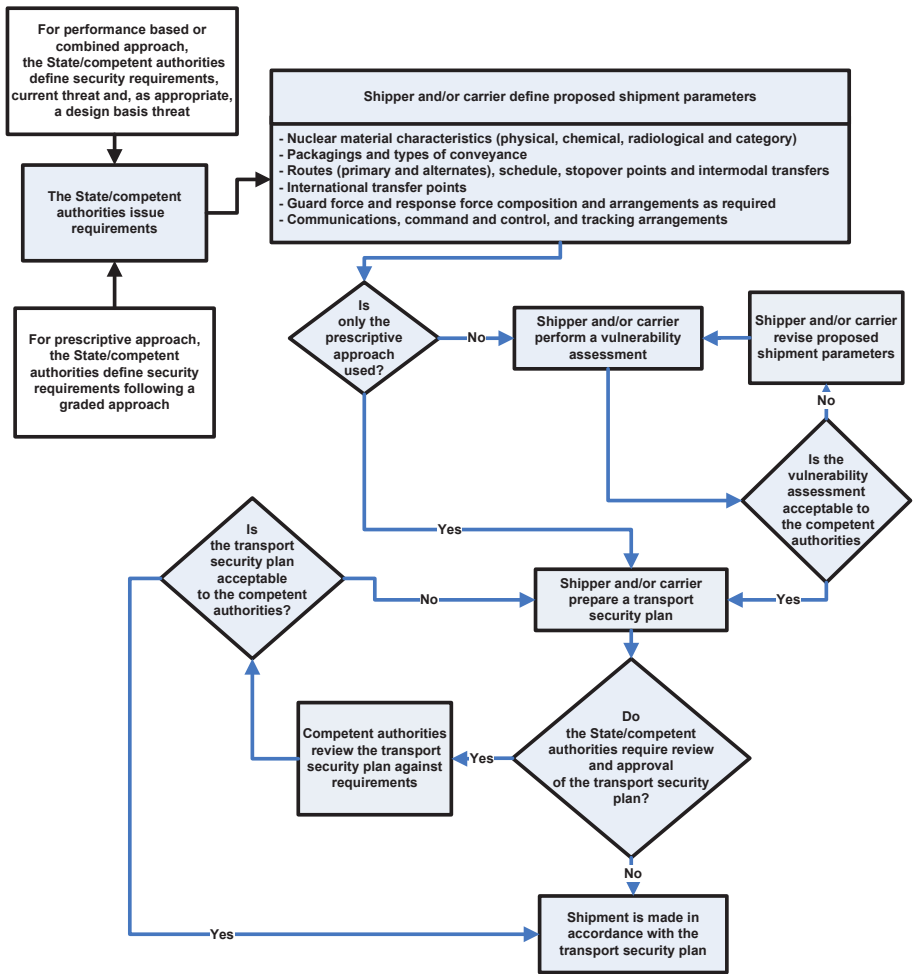 For performance based or
combined approach,
the State/competent authorities
define security requirements,
current threat and, as appropriate,
a design basis threat
The State/competent
authorities issue
requirements
For prescriptive approach,
the State/competent
authorities define security
requirements following a
graded approach
Shipper and/or carrier define proposed shipment parameters
- Nuclear material characteristics (physical, chemical, radiological and category)
- Packagings and types of conveyance
- Routes (primary and alternates), schedule, stopover points and intermodal transfers
- International transfer points
- Guard force and response force composition and arrangements as required
- Communications, command and control, and tracking arrangements
Is
only the
prescriptive
approach
used?
No
Shipper and/or carrier
perform a vulnerability
assessment
Shipper and/or carrier
revise proposed
shipment parameters
No
Is the
vulnerability
assessment
acceptable to
the competent
authorities
Yes
Yes
Is
the transport
security plan
acceptable
to the competent
authorities?
No
Shipper and/or carrier
prepare a transport
security plan
Do
the State/competent
authorities require review
and approval
of the transport security
plan?
Yes
Competent authorities
review the transport
security plan against
requirements
No
Yes
Shipment is made in
accordance with the
transport security plan